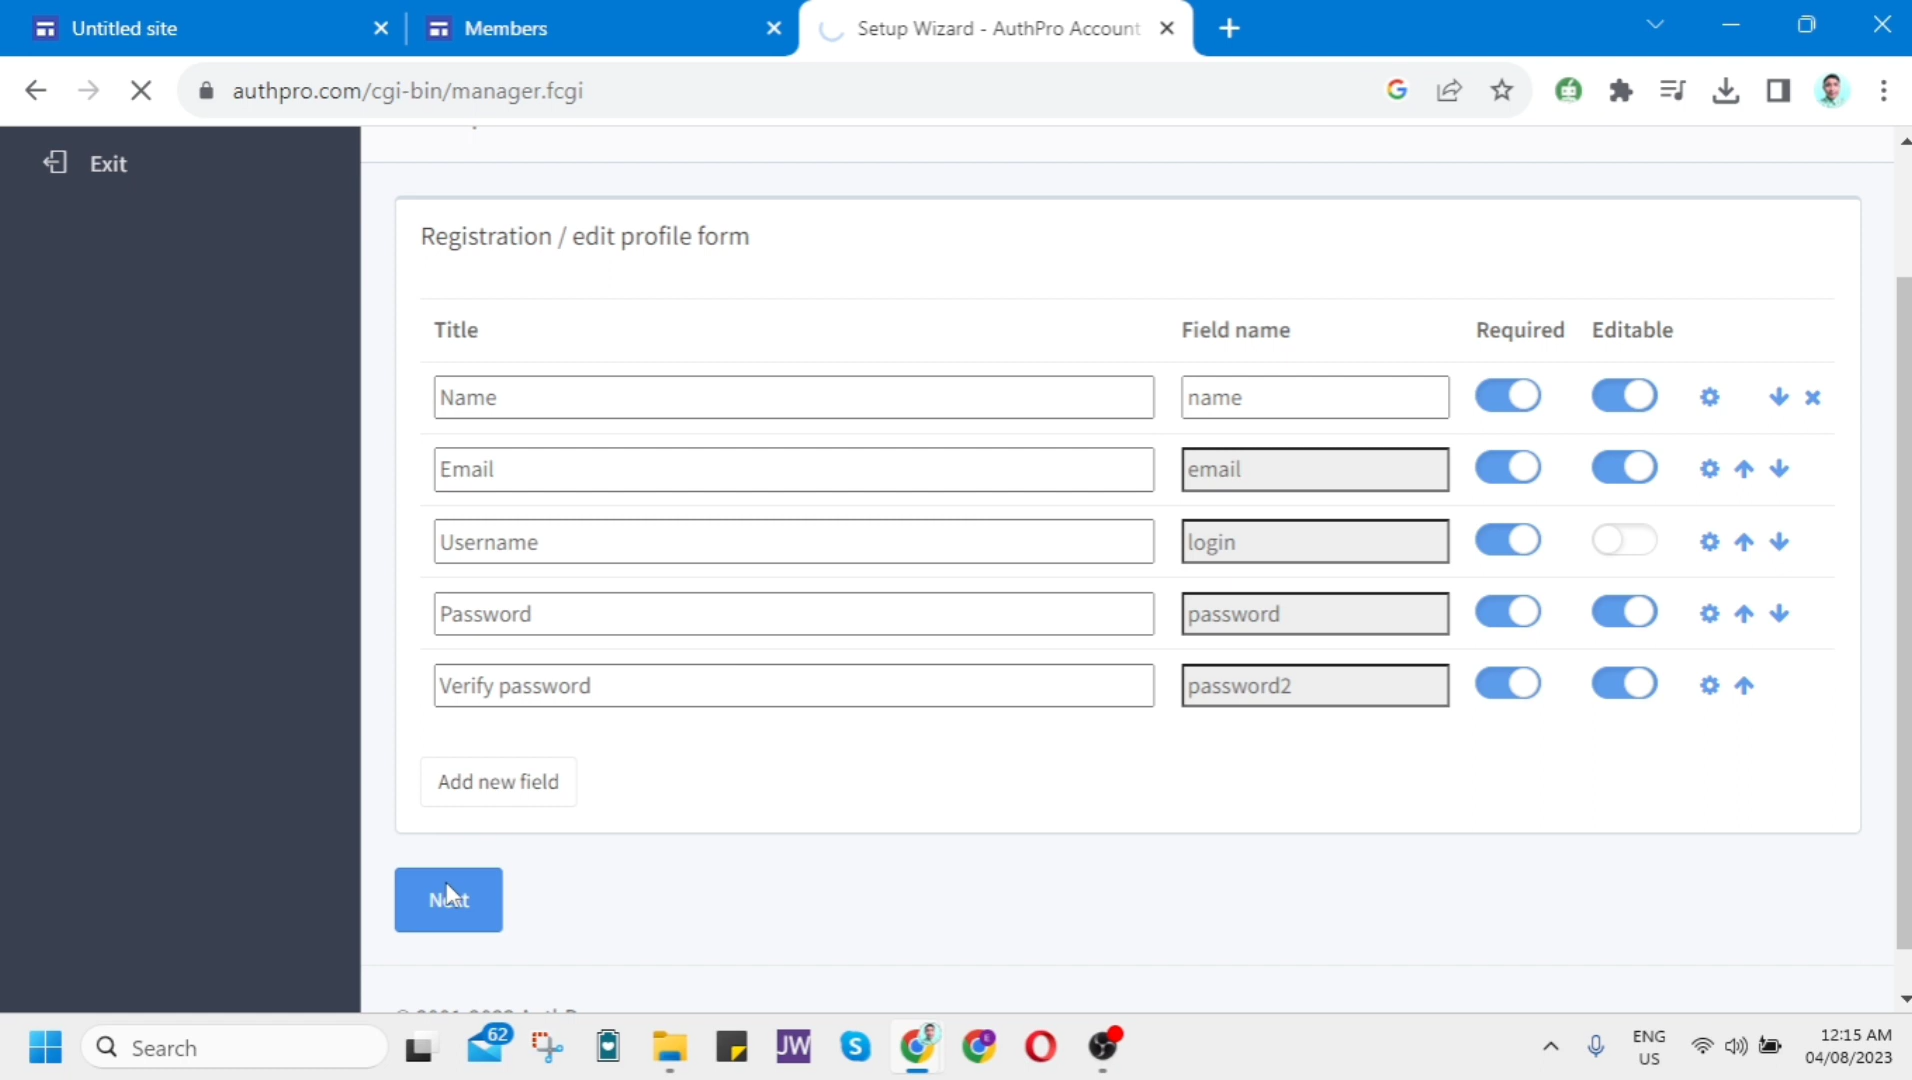 Untitled site
Members
Setup Wizard - AuthPro Account
authpro.com/cgi-bin/manager.fcgi
Exit
Registration / edit profile form
Title Field name Required Editable
Name name
Email email
Username login
Password password
Verify password password2
Add new field
Next
62
Search
JW
S
E
ENG
US
12:15 AM
04/08/2023